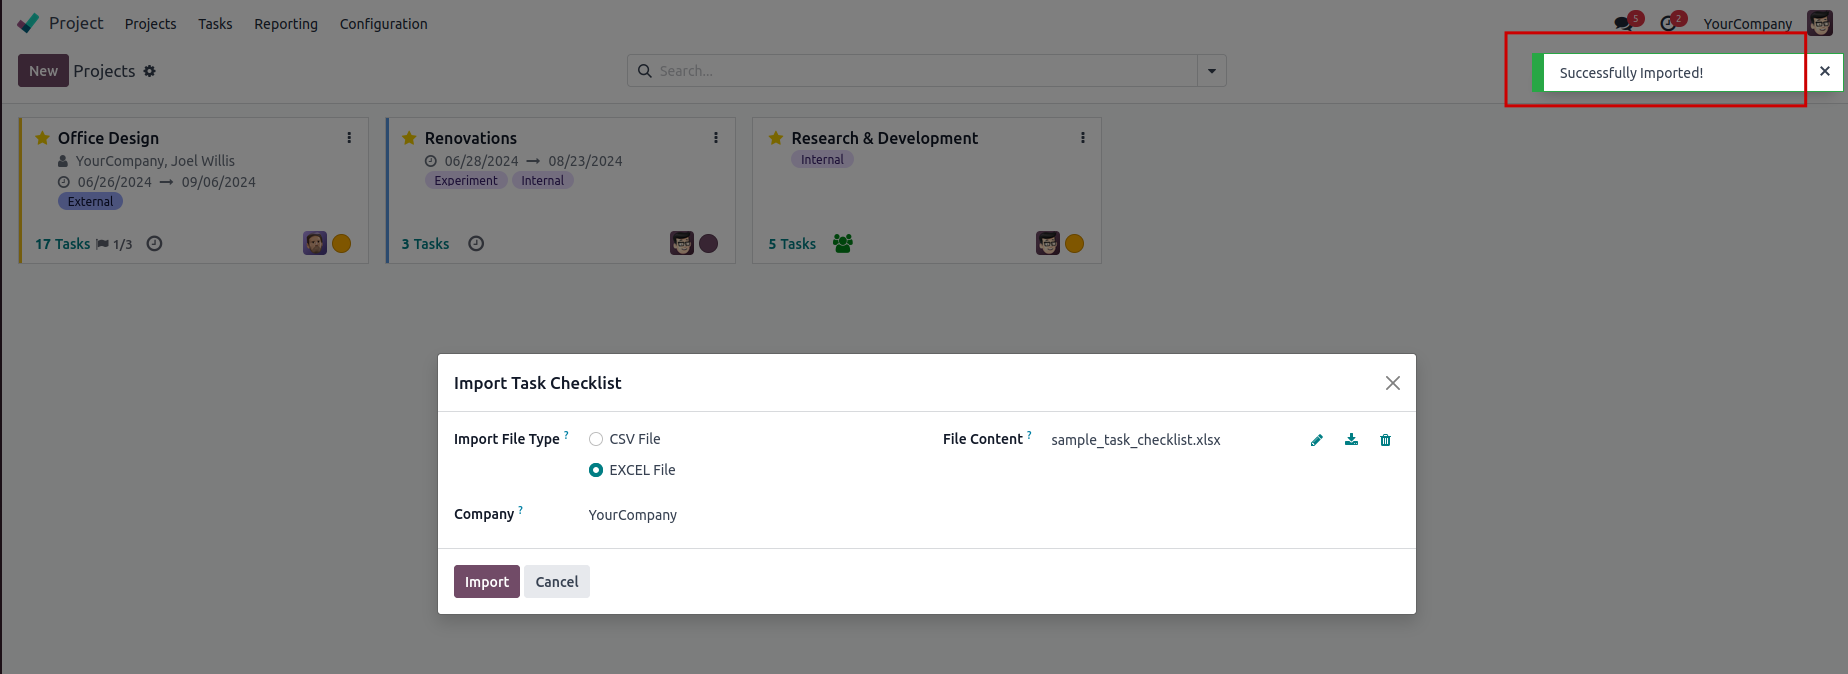 Project Projects Tasks Reporting Configuration 5 2 YourCompany
New Projects Search...
Successfully Imported!
Office Design
YourCompany, Joel Willis
06/26/2024 → 09/06/2024
External
17 Tasks 1/3
Renovations
06/28/2024 → 08/23/2024
Experiment Internal
3 Tasks
Research & Development
Internal
5 Tasks
Import Task Checklist
Import File Type ? CSV File
EXCEL File
File Content ? sample_task_checklist.xlsx
Company ? YourCompany
Import Cancel